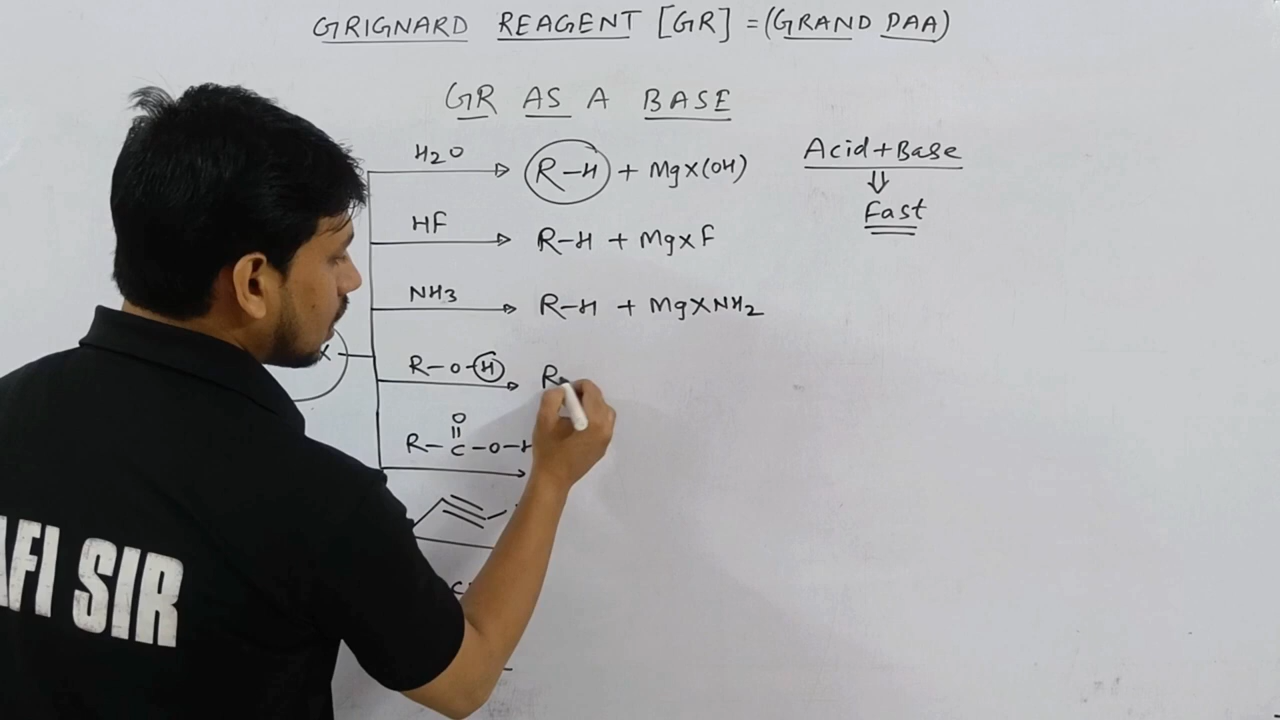 GRIGNARD REAGENT [GR] = (GRAND DAA)
GR AS A BASE
H2O R-H + MgX(OH)
Acid+Base
⇓
Fast
HF R-H + MgXF
NH3 R-H + MgXNH2
X
R-O-H R
O
||
R-C-O-H
C
AFI SIR